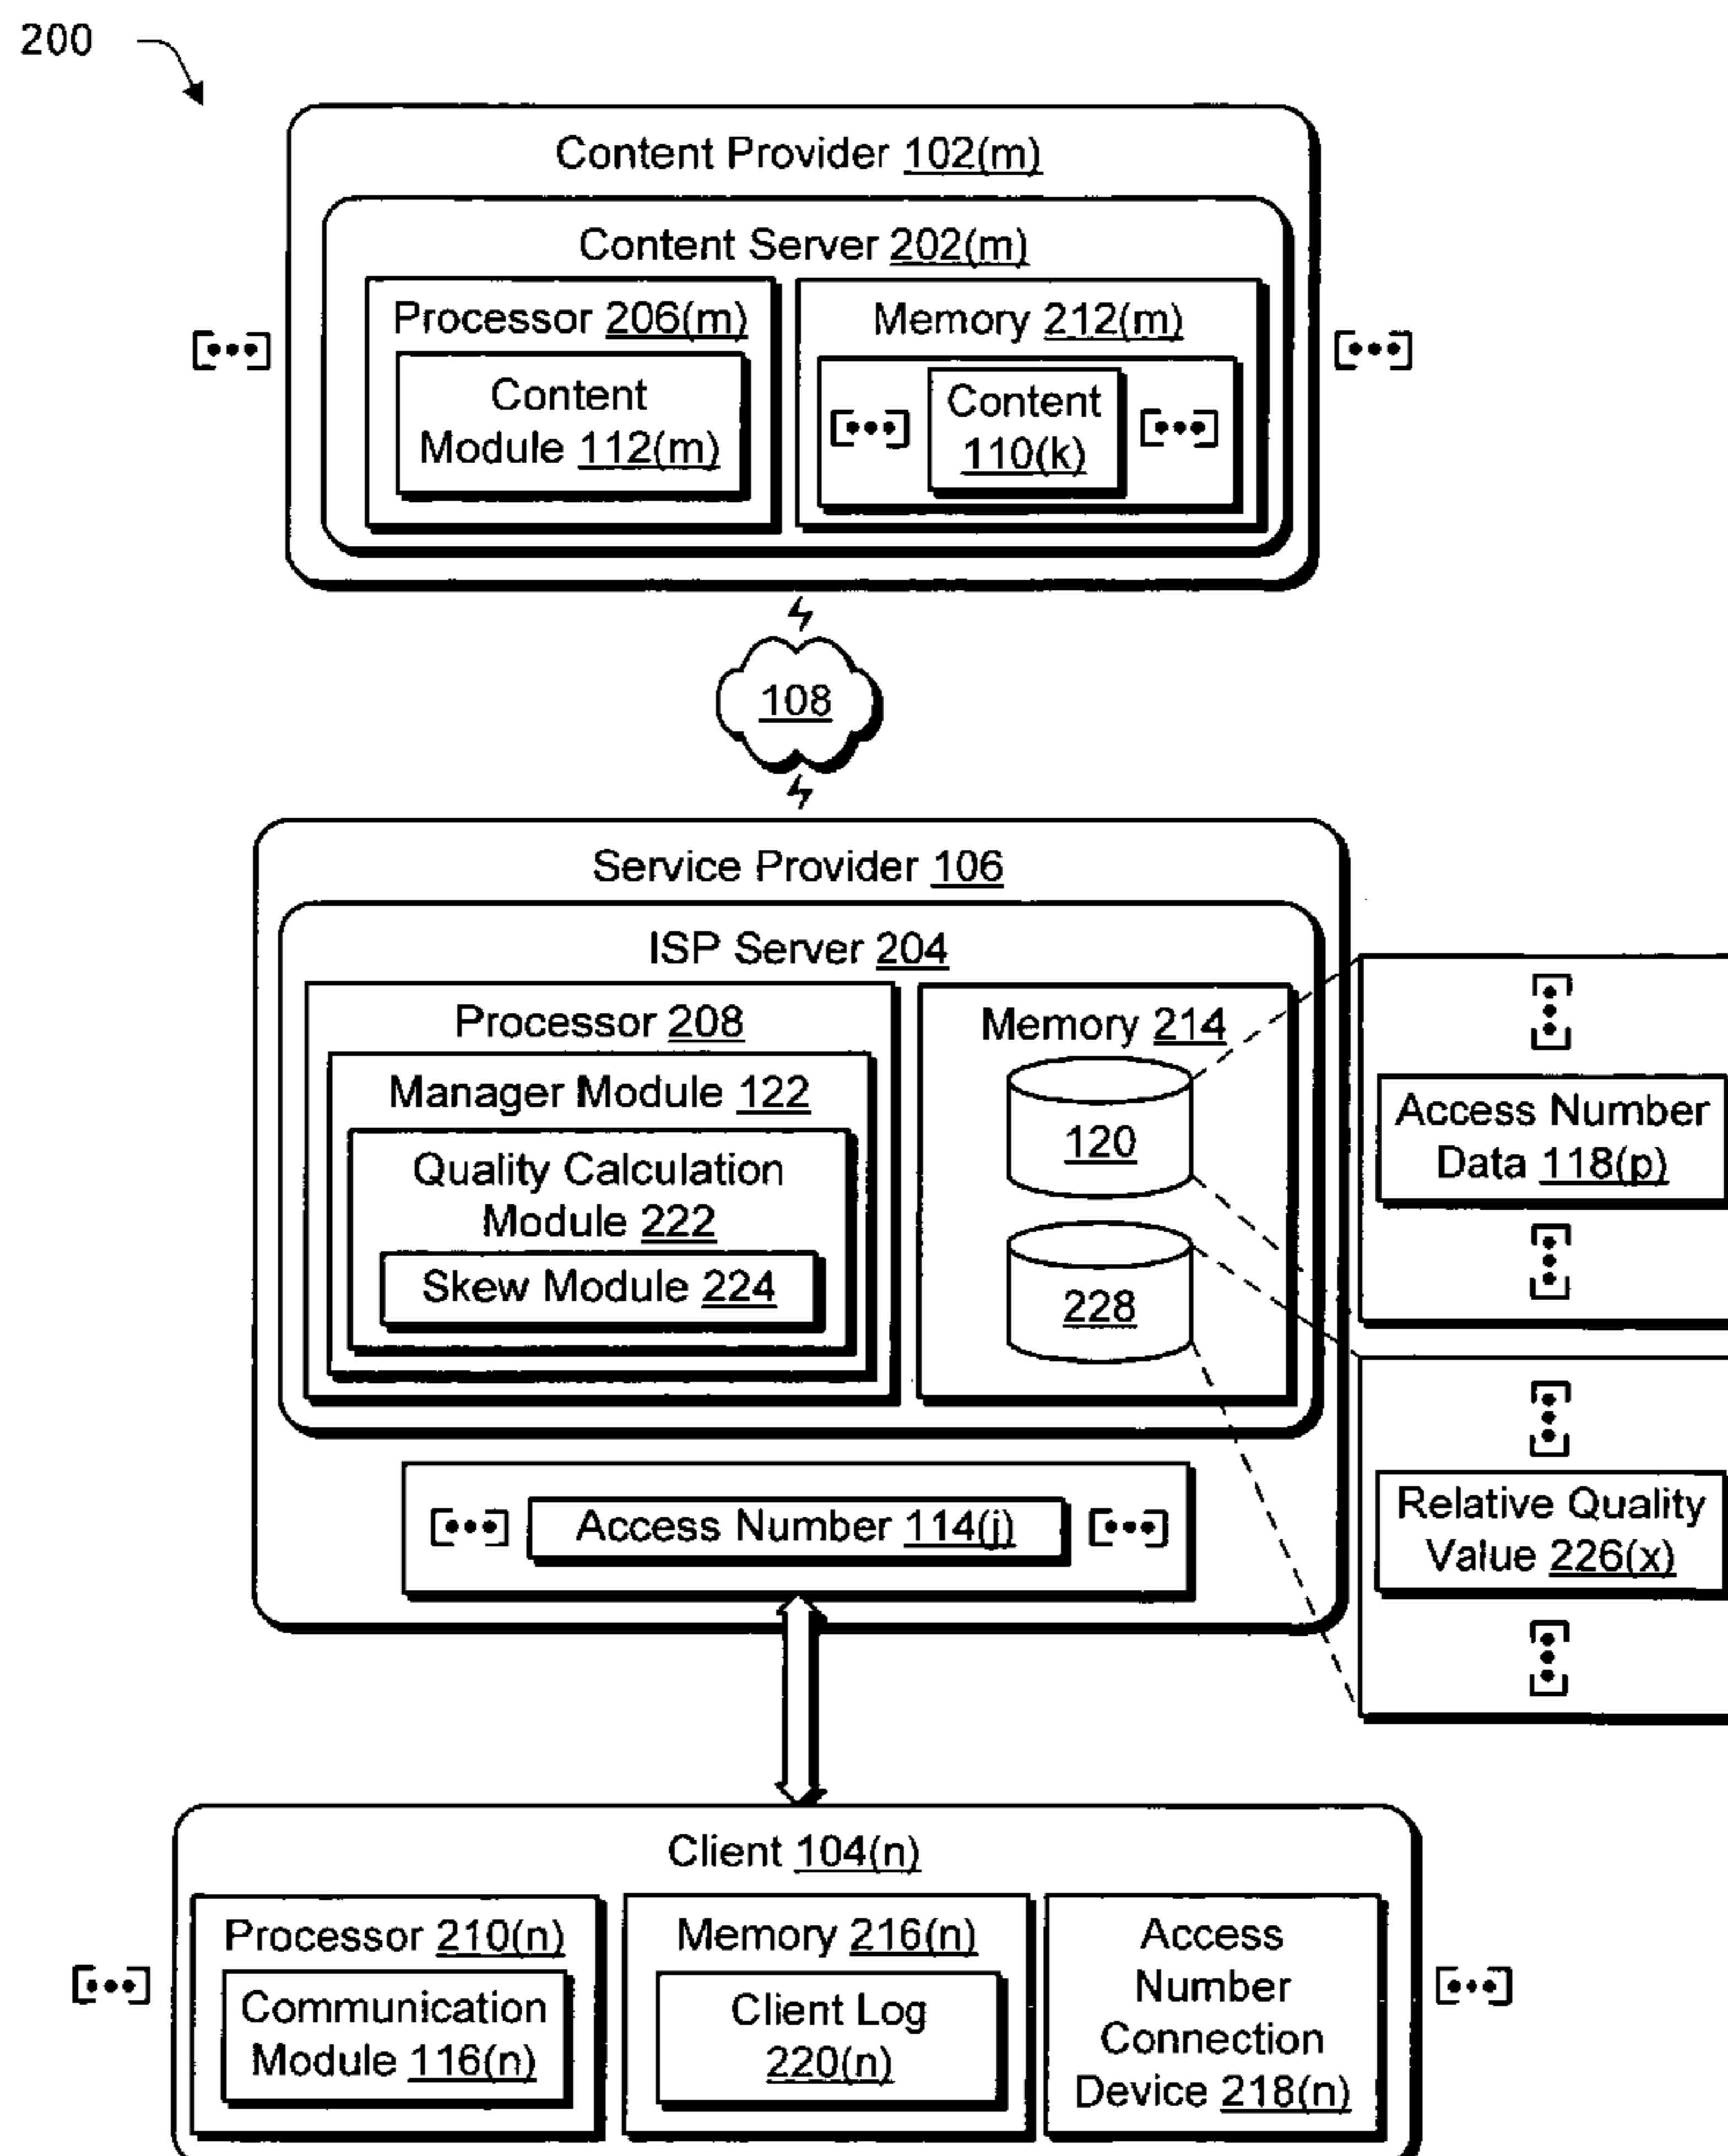 200
Content Provider 102(m)
Content Server 202(m)
Processor 206(m)
Content
Module 112(m)
Memory 212(m)
Content
110(k)
108
Service Provider 106
ISP Server 204
Processor 208
Manager Module 122
Quality Calculation
Module 222
Skew Module 224
Memory 214
120
228
Access Number
Data 118(p)
Relative Quality
Value 226(x)
Access Number 114(j)
Client 104(n)
Processor 210(n)
Communication
Module 116(n)
Memory 216(n)
Client Log
220(n)
Access
Number
Connection
Device 218(n)